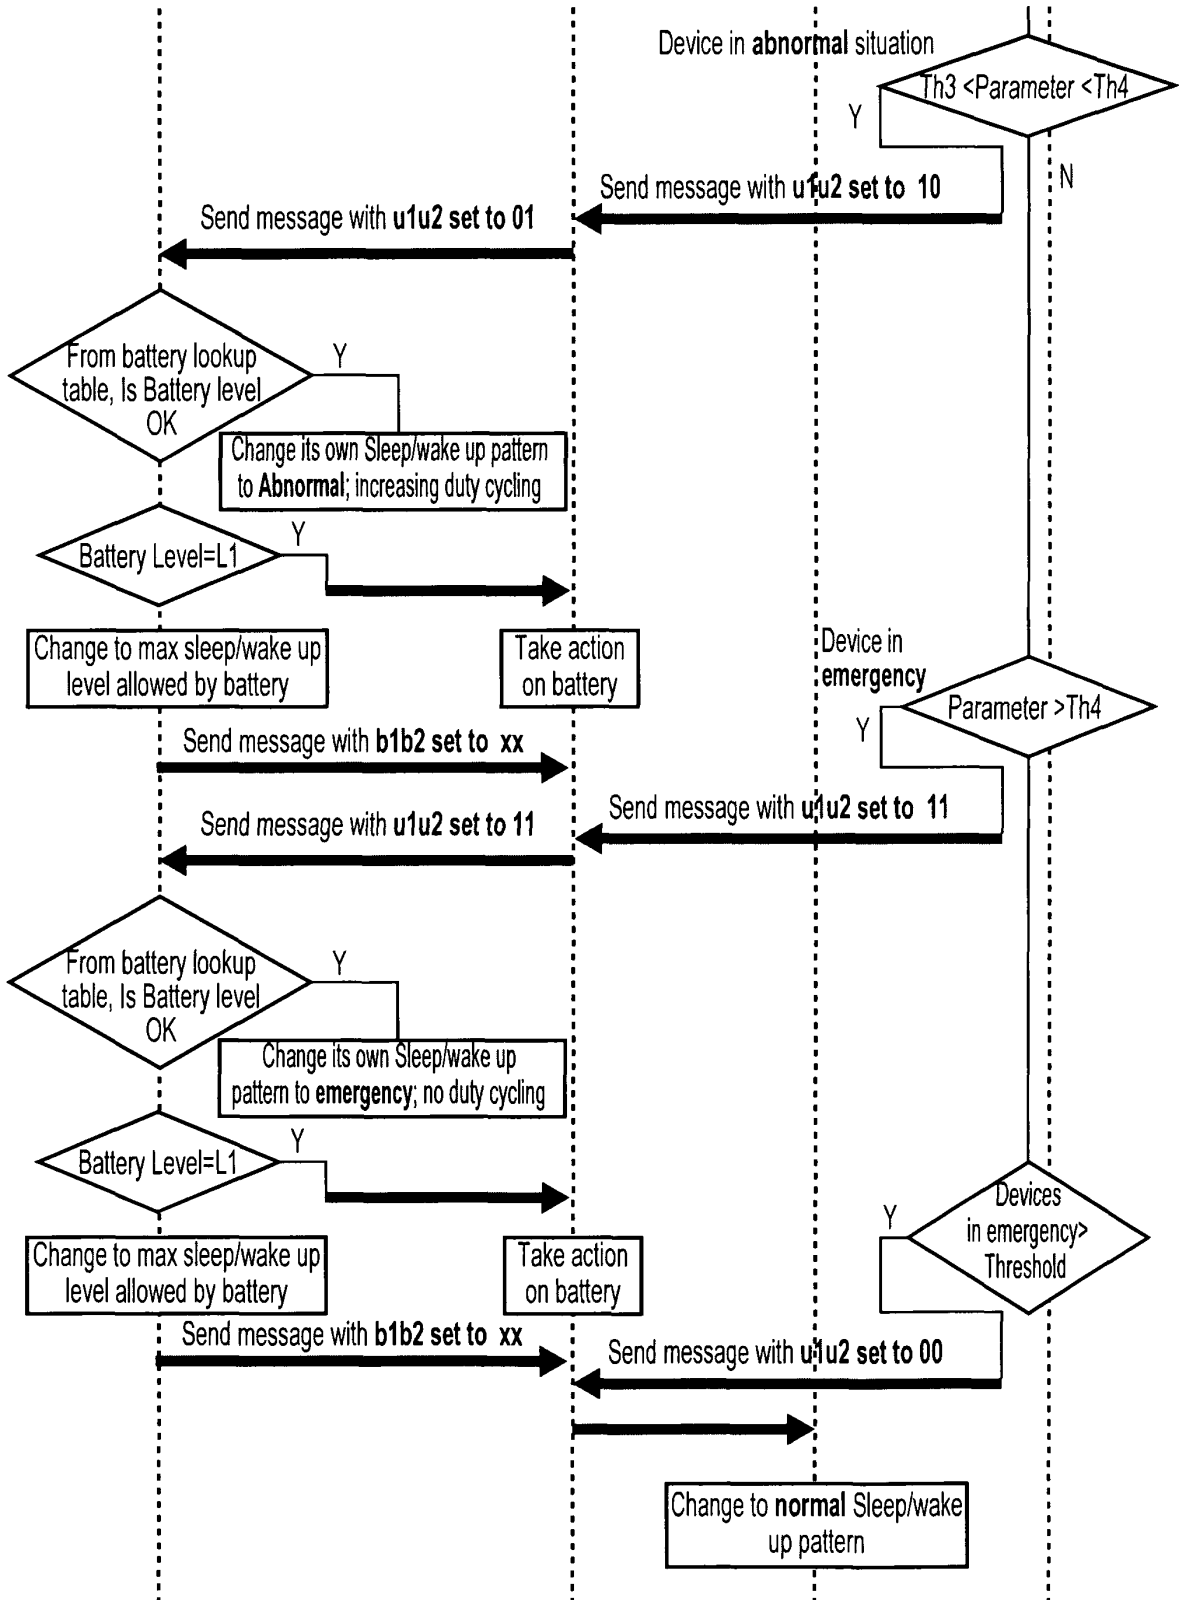 Device in abnormal situation
Th3 <Parameter <Th4
Y
N
Send message with u1u2 set to 10
Send message with u1u2 set to 01
From battery lookup
table, Is Battery level
OK
Y
Change its own Sleep/wake up pattern
to Abnormal; increasing duty cycling
Battery Level=L1
Y
Change to max sleep/wake up
level allowed by battery
Take action
on battery
Device in
emergency
Parameter >Th4
Y
Send message with b1b2 set to xx
Send message with u1u2 set to 11
Send message with u1u2 set to 11
From battery lookup
table, Is Battery level
OK
Y
Change its own Sleep/wake up
pattern to emergency; no duty cycling
Battery Level=L1
Y
Devices
in emergency>
Threshold
Y
Change to max sleep/wake up
level allowed by battery
Take action
on battery
Send message with b1b2 set to xx
Send message with u1u2 set to 00
Change to normal Sleep/wake
up pattern